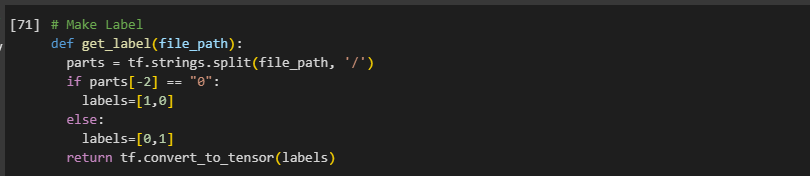 [71] # Make Label
def get_label(file_path):
  parts = tf.strings.split(file_path, '/')
  if parts[-2] == "0":
    labels=[1,0]
  else:
    labels=[0,1]
  return tf.convert_to_tensor(labels)